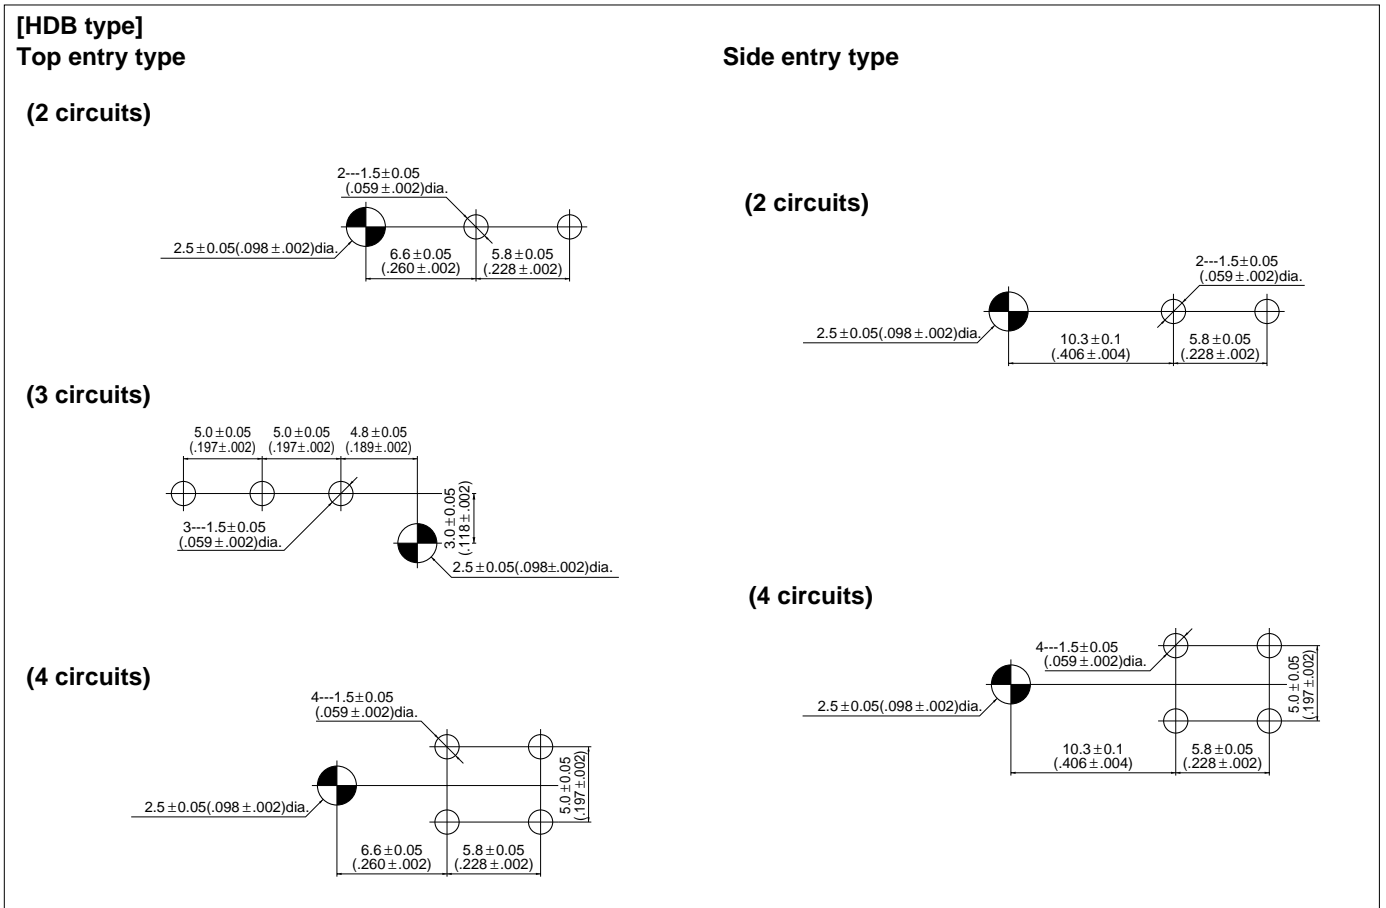 [HDB type]
Top entry type
(2 circuits)
2---1.5±0.05
(.059±.002)dia.
2.5±0.05(.098±.002)dia.
6.6±0.05
(.260±.002)
5.8±0.05
(.228±.002)
(3 circuits)
5.0±0.05
(.197±.002)
5.0±0.05
(.197±.002)
4.8±0.05
(.189±.002)
3---1.5±0.05
(.059±.002)dia.
3.0±0.05
(.118±.002)
2.5±0.05(.098±.002)dia.
(4 circuits)
4---1.5±0.05
(.059±.002)dia.
2.5±0.05(.098±.002)dia.
5.0±0.05
(.197±.002)
6.6±0.05
(.260±.002)
5.8±0.05
(.228±.002)
Side entry type
(2 circuits)
2---1.5±0.05
(.059±.002)dia.
2.5±0.05(.098±.002)dia.
10.3±0.1
(.406±.004)
5.8±0.05
(.228±.002)
(4 circuits)
4---1.5±0.05
(.059±.002)dia.
2.5±0.05(.098±.002)dia.
5.0±0.05
(.197±.002)
10.3±0.1
(.406±.004)
5.8±0.05
(.228±.002)